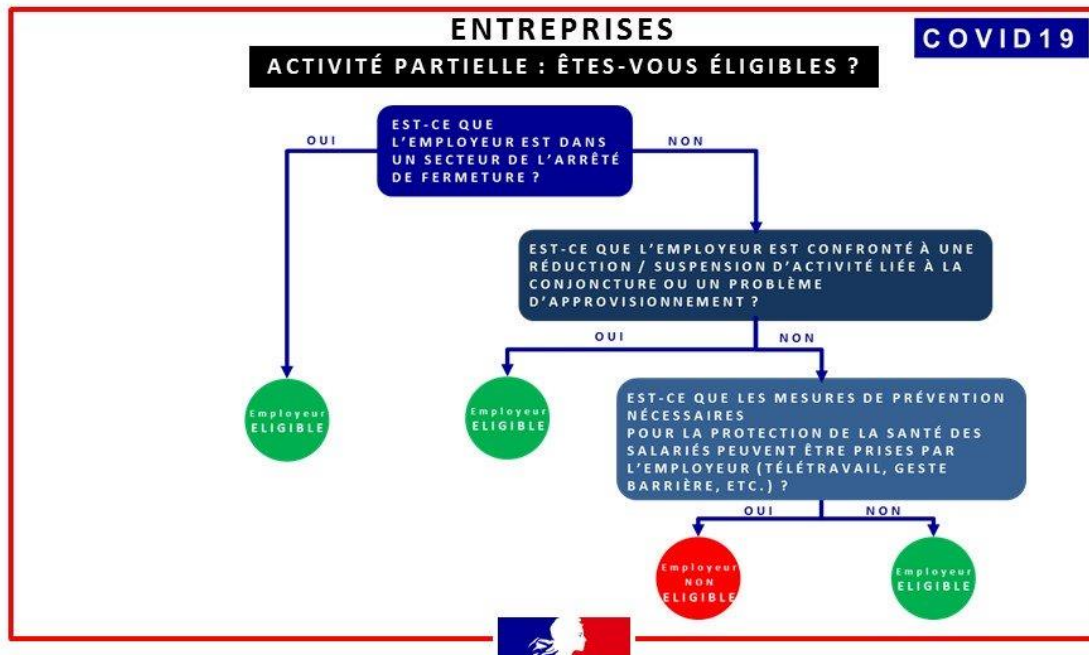 ENTREPRISES
COVID19
ACTIVITÉ PARTIELLE : ÊTES-VOUS ÉLIGIBLES ?
EST-CE QUE
L'EMPLOYEUR EST DANS
UN SECTEUR DE L'ARRÊTÉ
DE FERMETURE ?
OUI
NON
EST-CE QUE L'EMPLOYEUR EST CONFRONTÉ À UNE
RÉDUCTION / SUSPENSION D'ACTIVITÉ LIÉE À LA
CONJONCTURE OU UN PROBLÈME
D'APPROVISIONNEMENT ?
OUI
NON
Employeur
ELIGIBLE
Employeur
ELIGIBLE
EST-CE QUE LES MESURES DE PRÉVENTION
NÉCESSAIRES
POUR LA PROTECTION DE LA SANTÉ DES
SALARIÉS PEUVENT ÊTRE PRISES PAR
L'EMPLOYEUR (TÉLÉTRAVAIL, GESTE
BARRIÈRE, ETC.) ?
OUI
NON
Employeur
NON
ELIGIBLE
Employeur
ELIGIBLE